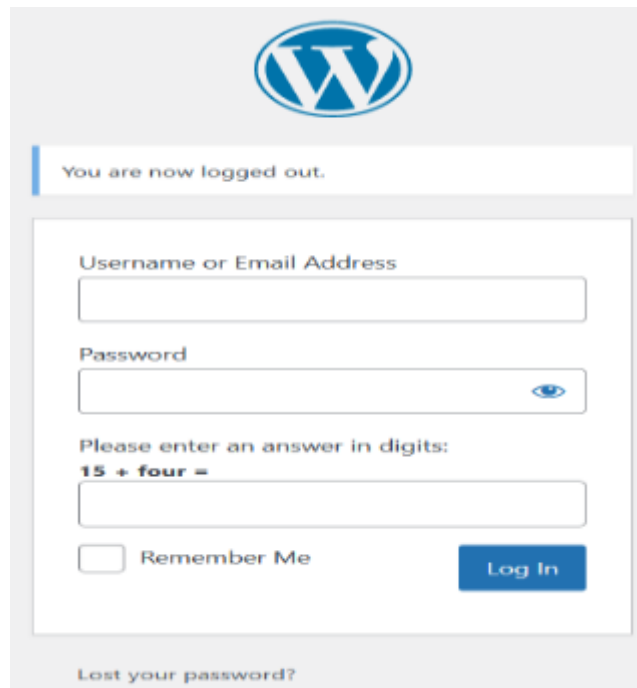 You are now logged out.
Username or Email Address
Password
Please enter an answer in digits:
15 + four =
Remember Me
Log In
Lost your password?